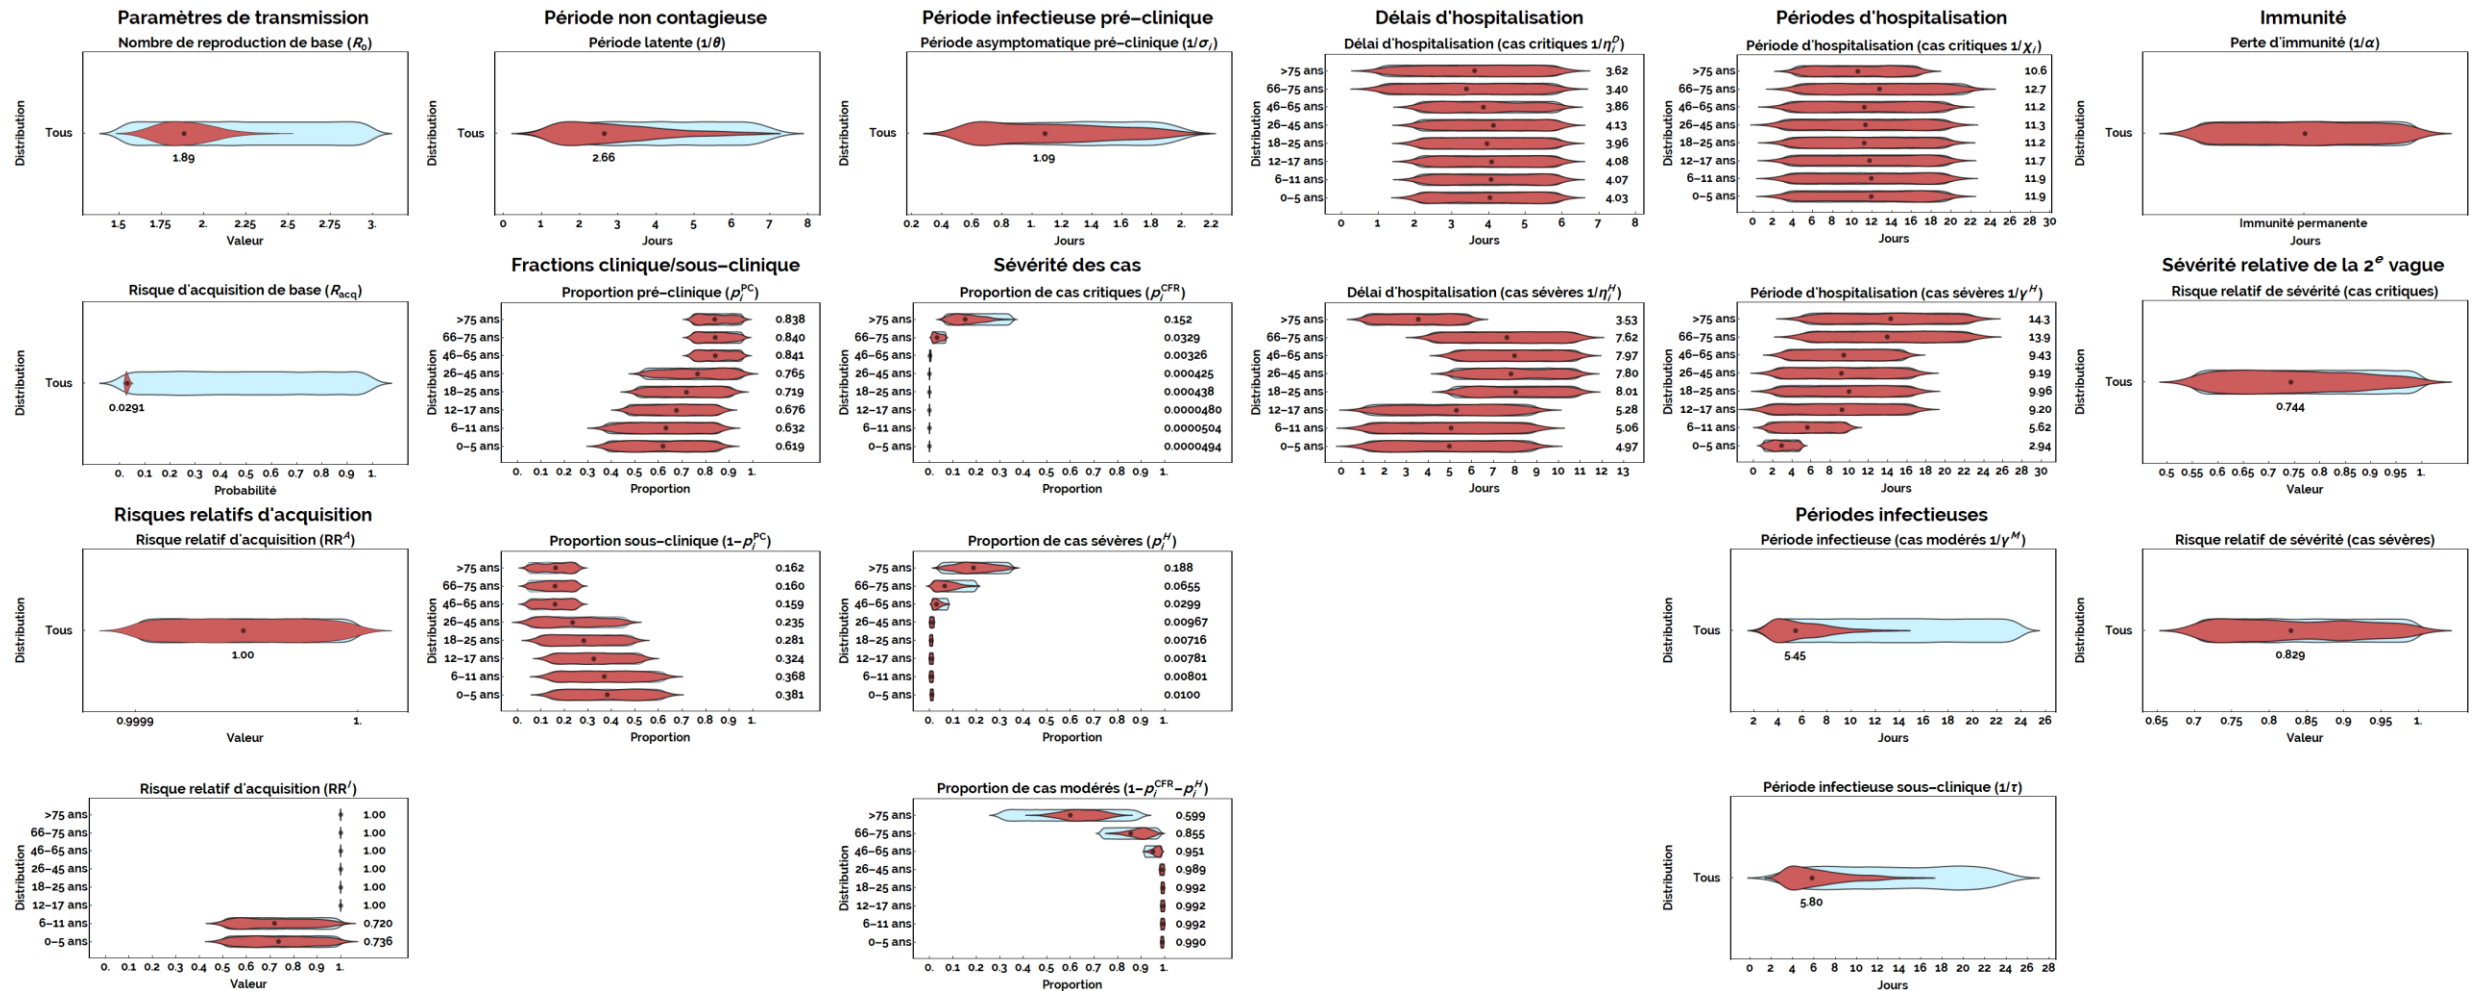 Paramètres de transmission
Nombre de reproduction de base (R₀)
Distribution
Tous
1.89
1.5 1.75 2. 2.25 2.5 2.75 3.
Valeur
Risque d'acquisition de base (R_acq)
Distribution
Tous
0.0291
0. 0.1 0.2 0.3 0.4 0.5 0.6 0.7 0.8 0.9 1.
Probabilité
Risques relatifs d'acquisition
Risque relatif d'acquisition (RR^A)
Distribution
Tous
1.00
0.9999 1.
Valeur
Risque relatif d'acquisition (RR^I)
Distribution
>75 ans 1.00
66–75 ans 1.00
46–65 ans 1.00
26–45 ans 1.00
18–25 ans 1.00
12–17 ans 1.00
6–11 ans 0.720
0–5 ans 0.736
0. 0.1 0.2 0.3 0.4 0.5 0.6 0.7 0.8 0.9 1.
Valeur
Période non contagieuse
Période latente (1/θ)
Distribution
Tous
2.66
0 1 2 3 4 5 6 7 8
Jours
Fractions clinique/sous–clinique
Proportion pré–clinique (p_i^PC)
Distribution
>75 ans 0.838
66–75 ans 0.840
46–65 ans 0.841
26–45 ans 0.765
18–25 ans 0.719
12–17 ans 0.676
6–11 ans 0.632
0–5 ans 0.619
0. 0.1 0.2 0.3 0.4 0.5 0.6 0.7 0.8 0.9 1.
Proportion
Proportion sous–clinique (1–p_i^PC)
Distribution
>75 ans 0.162
66–75 ans 0.160
46–65 ans 0.159
26–45 ans 0.235
18–25 ans 0.281
12–17 ans 0.324
6–11 ans 0.368
0–5 ans 0.381
0. 0.1 0.2 0.3 0.4 0.5 0.6 0.7 0.8 0.9 1.
Proportion
Période infectieuse pré–clinique
Période asymptomatique pré–clinique (1/σ_i)
Distribution
Tous
1.09
0.2 0.4 0.6 0.8 1. 1.2 1.4 1.6 1.8 2. 2.2
Jours
Sévérité des cas
Proportion de cas critiques (p_i^CFR)
Distribution
>75 ans 0.152
66–75 ans 0.0329
46–65 ans 0.00326
26–45 ans 0.000425
18–25 ans 0.000438
12–17 ans 0.0000480
6–11 ans 0.0000504
0–5 ans 0.0000494
0. 0.1 0.2 0.3 0.4 0.5 0.6 0.7 0.8 0.9 1.
Proportion
Proportion de cas sévères (p_i^H)
Distribution
>75 ans 0.188
66–75 ans 0.0655
46–65 ans 0.0299
26–45 ans 0.00967
18–25 ans 0.00716
12–17 ans 0.00781
6–11 ans 0.00801
0–5 ans 0.0100
0. 0.1 0.2 0.3 0.4 0.5 0.6 0.7 0.8 0.9 1.
Proportion
Proportion de cas modérés (1–p_i^CFR–p_i^H)
Distribution
>75 ans 0.599
66–75 ans 0.855
46–65 ans 0.951
26–45 ans 0.989
18–25 ans 0.992
12–17 ans 0.992
6–11 ans 0.992
0–5 ans 0.990
0. 0.1 0.2 0.3 0.4 0.5 0.6 0.7 0.8 0.9 1.
Proportion
Délais d'hospitalisation
Délai d'hospitalisation (cas critiques 1/η_i^D)
Distribution
>75 ans 3.62
66–75 ans 3.40
46–65 ans 3.86
26–45 ans 4.13
18–25 ans 3.96
12–17 ans 4.08
6–11 ans 4.07
0–5 ans 4.03
0 1 2 3 4 5 6 7 8
Jours
Délai d'hospitalisation (cas sévères 1/η_i^H)
Distribution
>75 ans 3.53
66–75 ans 7.62
46–65 ans 7.97
26–45 ans 7.80
18–25 ans 8.01
12–17 ans 5.28
6–11 ans 5.06
0–5 ans 4.97
0 1 2 3 4 5 6 7 8 9 10 11 12 13
Jours
Périodes d'hospitalisation
Période d'hospitalisation (cas critiques 1/χ_i)
Distribution
>75 ans 10.6
66–75 ans 12.7
46–65 ans 11.2
26–45 ans 11.3
18–25 ans 11.2
12–17 ans 11.7
6–11 ans 11.9
0–5 ans 11.9
0 2 4 6 8 10 12 14 16 18 20 22 24 26 28 30
Jours
Période d'hospitalisation (cas sévères 1/γ^H)
Distribution
>75 ans 14.3
66–75 ans 13.9
46–65 ans 9.43
26–45 ans 9.19
18–25 ans 9.96
12–17 ans 9.20
6–11 ans 5.62
0–5 ans 2.94
0 2 4 6 8 10 12 14 16 18 20 22 24 26 28 30
Jours
Périodes infectieuses
Période infectieuse (cas modérés 1/γ^M)
Distribution
Tous
5.45
2 4 6 8 10 12 14 16 18 20 22 24 26
Jours
Période infectieuse sous–clinique (1/τ)
Distribution
Tous
5.80
0 2 4 6 8 10 12 14 16 18 20 22 24 26 28
Jours
Immunité
Perte d'immunité (1/α)
Distribution
Tous
Immunité permanente
Jours
Sévérité relative de la 2ᵉ vague
Risque relatif de sévérité (cas critiques)
Distribution
Tous
0.744
0.5 0.55 0.6 0.65 0.7 0.75 0.8 0.85 0.9 0.95 1.
Valeur
Risque relatif de sévérité (cas sévères)
Distribution
Tous
0.829
0.65 0.7 0.75 0.8 0.85 0.9 0.95 1.
Valeur